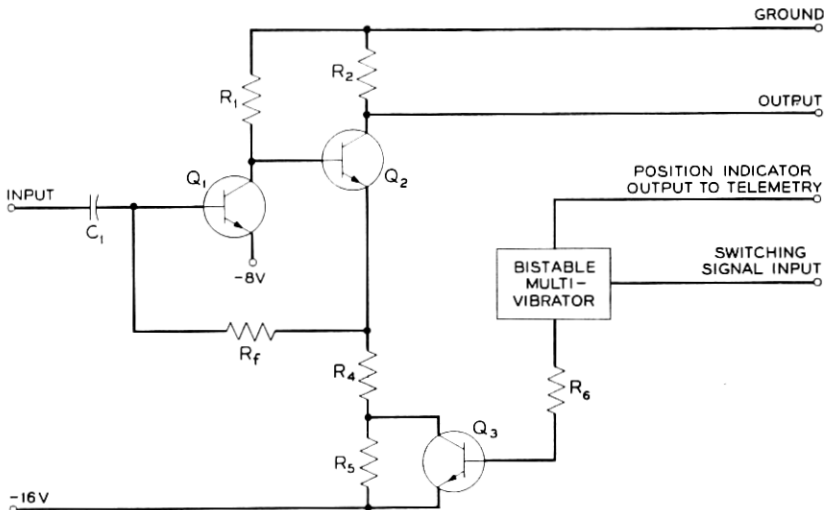 GROUND
R2
R1
OUTPUT
Q1
Q2
POSITION INDICATOR
OUTPUT TO TELEMETRY
INPUT
C1
-8V
BISTABLE
MULTI-
VIBRATOR
SWITCHING
SIGNAL INPUT
Rf
R4
R6
Q3
R5
-16V